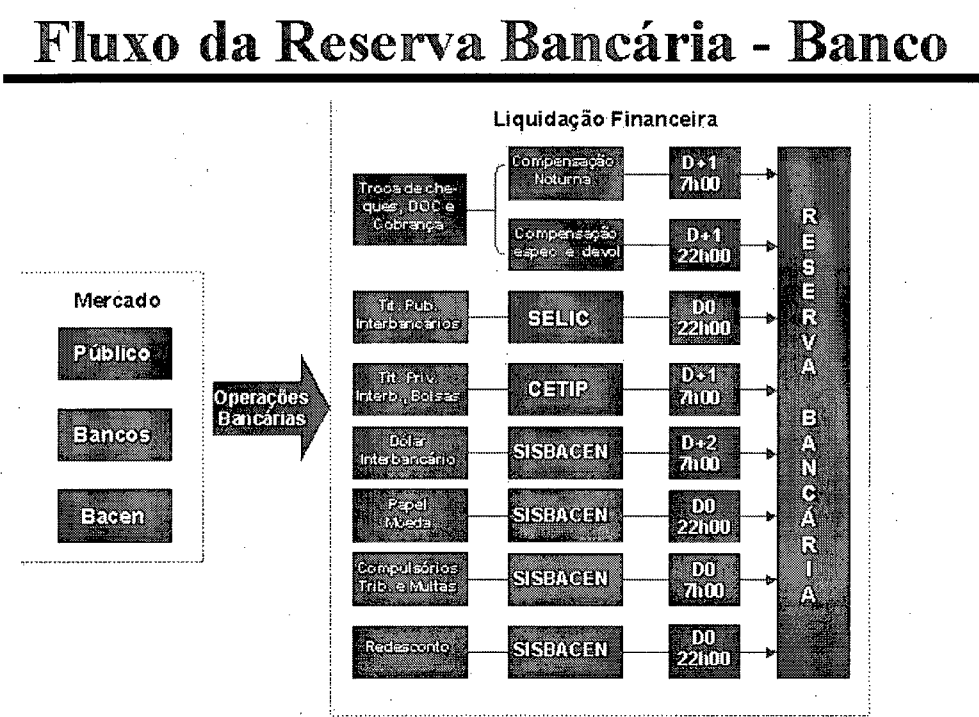 Fluxo da Reserva Bancária - Banco
Liquidação Financeira
Mercado
Público
Bancos
Bacen
Operações
Bancárias
Troca de che-
ques, DOC e
Cobrança
Compensação
Noturna
D+1
7h00
Compensação
espec e devol
D+1
22h00
Tit. Pub.
Interbancários
SELIC
D0
22h00
Tit. Priv.
Interb., Bolsas
CETIP
D+1
7h00
Dólar
Interbancário
SISBACEN
D+2
7h00
Papel
Moeda
SISBACEN
D0
22h00
Compulsórios
Trib. e Multas
SISBACEN
D0
7h00
Redesconto
SISBACEN
D0
22h00
RESERVA BANCÁRIA